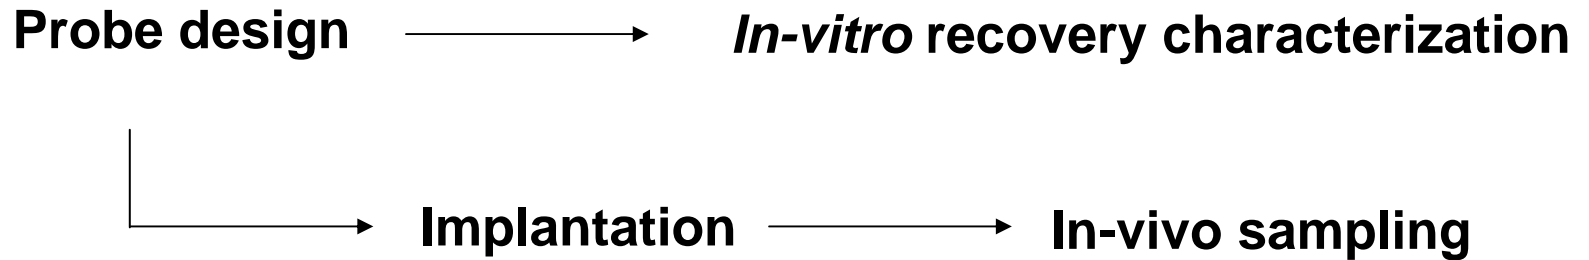 Probe design
In-vitro recovery characterization
Implantation
In-vivo sampling